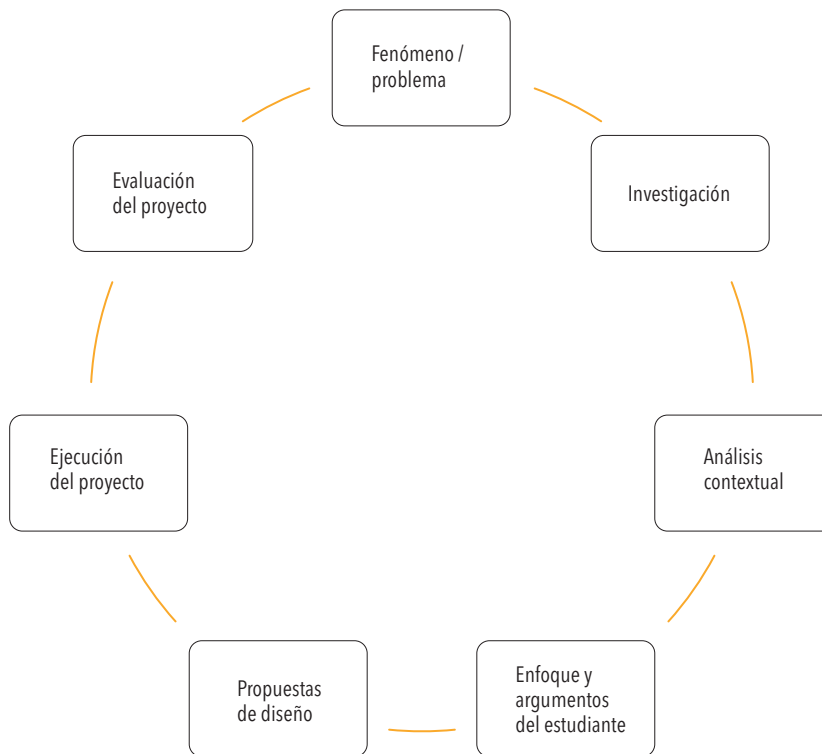 Fenómeno /
problema
Investigación
Análisis
contextual
Enfoque y
argumentos
del estudiante
Propuestas
de diseño
Ejecución
del proyecto
Evaluación
del proyecto